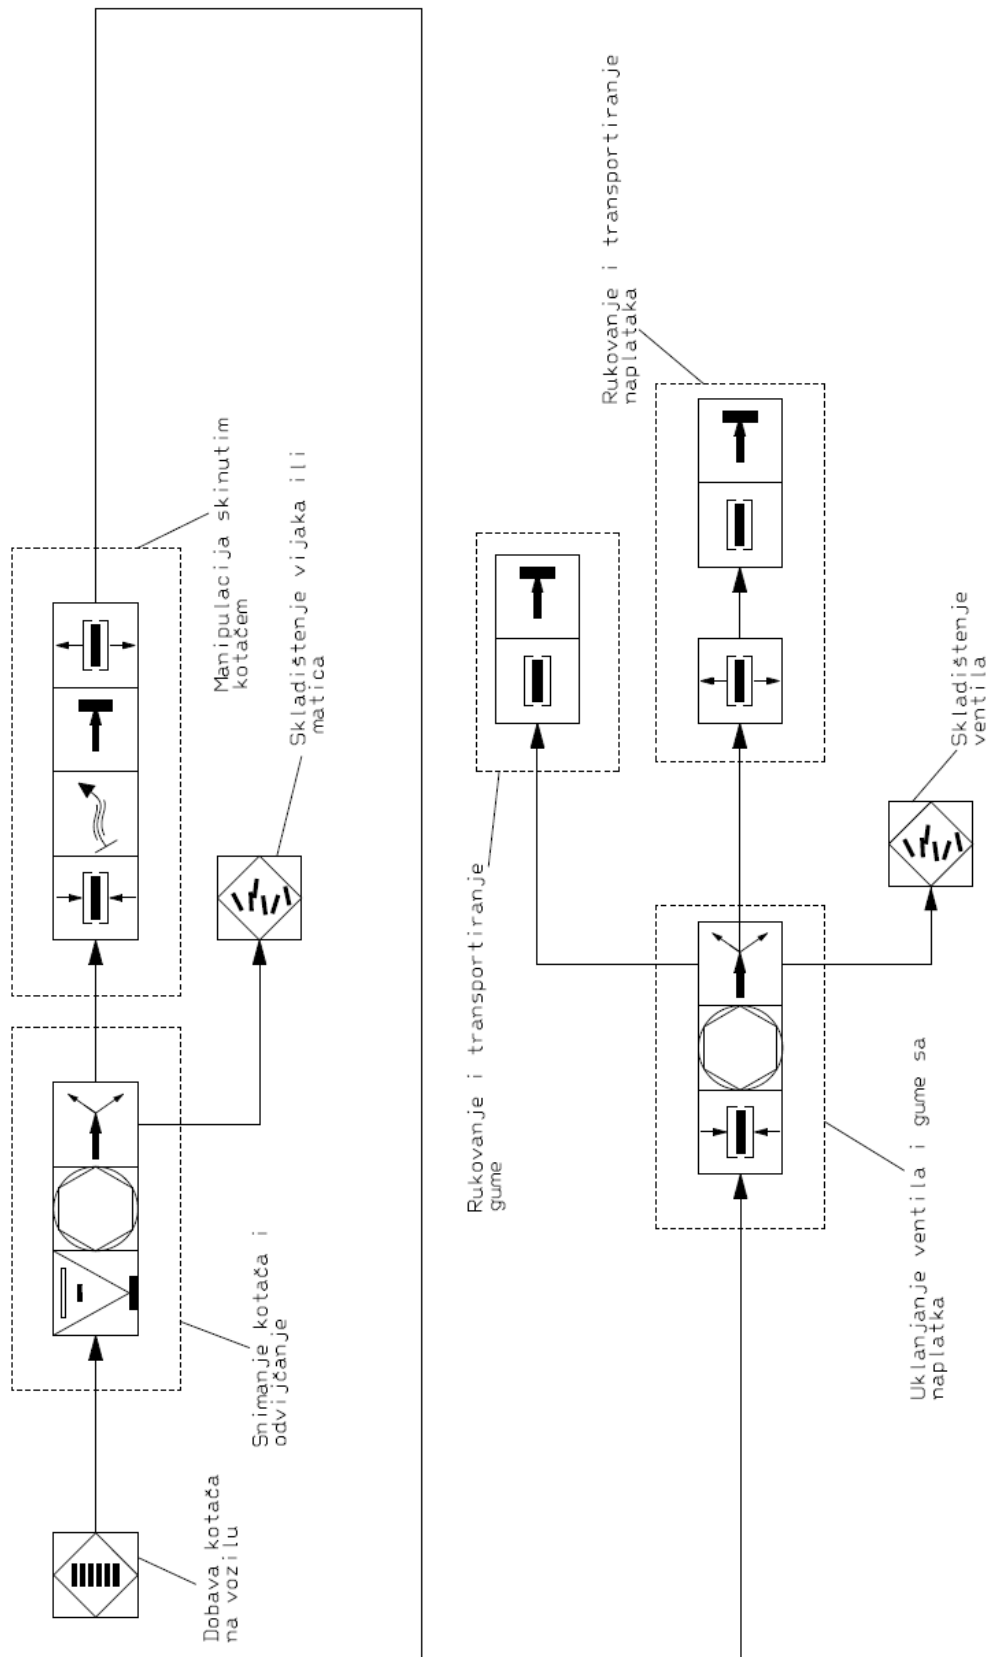 Dobava kotača
na vozilu
Snimanje kotača i
odvijčanje
Manipulacija skinutim
kotačem
Skladištenje vijaka ili
matica
Rukovanje i transportiranje
gume
Rukovanje i transportiranje
naplataka
Uklanjanje ventila i gume sa
naplatka
Skladištenje
ventila